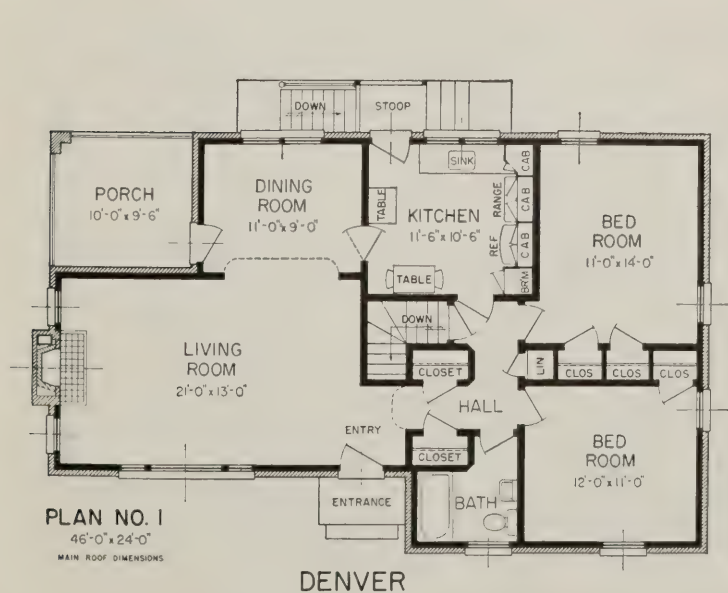 DOWN
STOOP
PORCH
10'-0" x 9'-6"
DINING
ROOM
11'-0" x 9'-0"
TABLE
KITCHEN
11'-6" x 10'-6"
SINK
CAB
RANGE
CAB
REF
CAB
BRM
TABLE
BED
ROOM
11'-0" x 14'-0"
LIVING
ROOM
21'-0" x 13'-0"
DOWN
CLOSET
LIN
CLOS
CLOS
CLOS
HALL
ENTRY
CLOSET
BED
ROOM
12'-0" x 11'-0"
BATH
ENTRANCE
PLAN NO. 1
46'-0" x 24'-0"
MAIN ROOF DIMENSIONS
DENVER